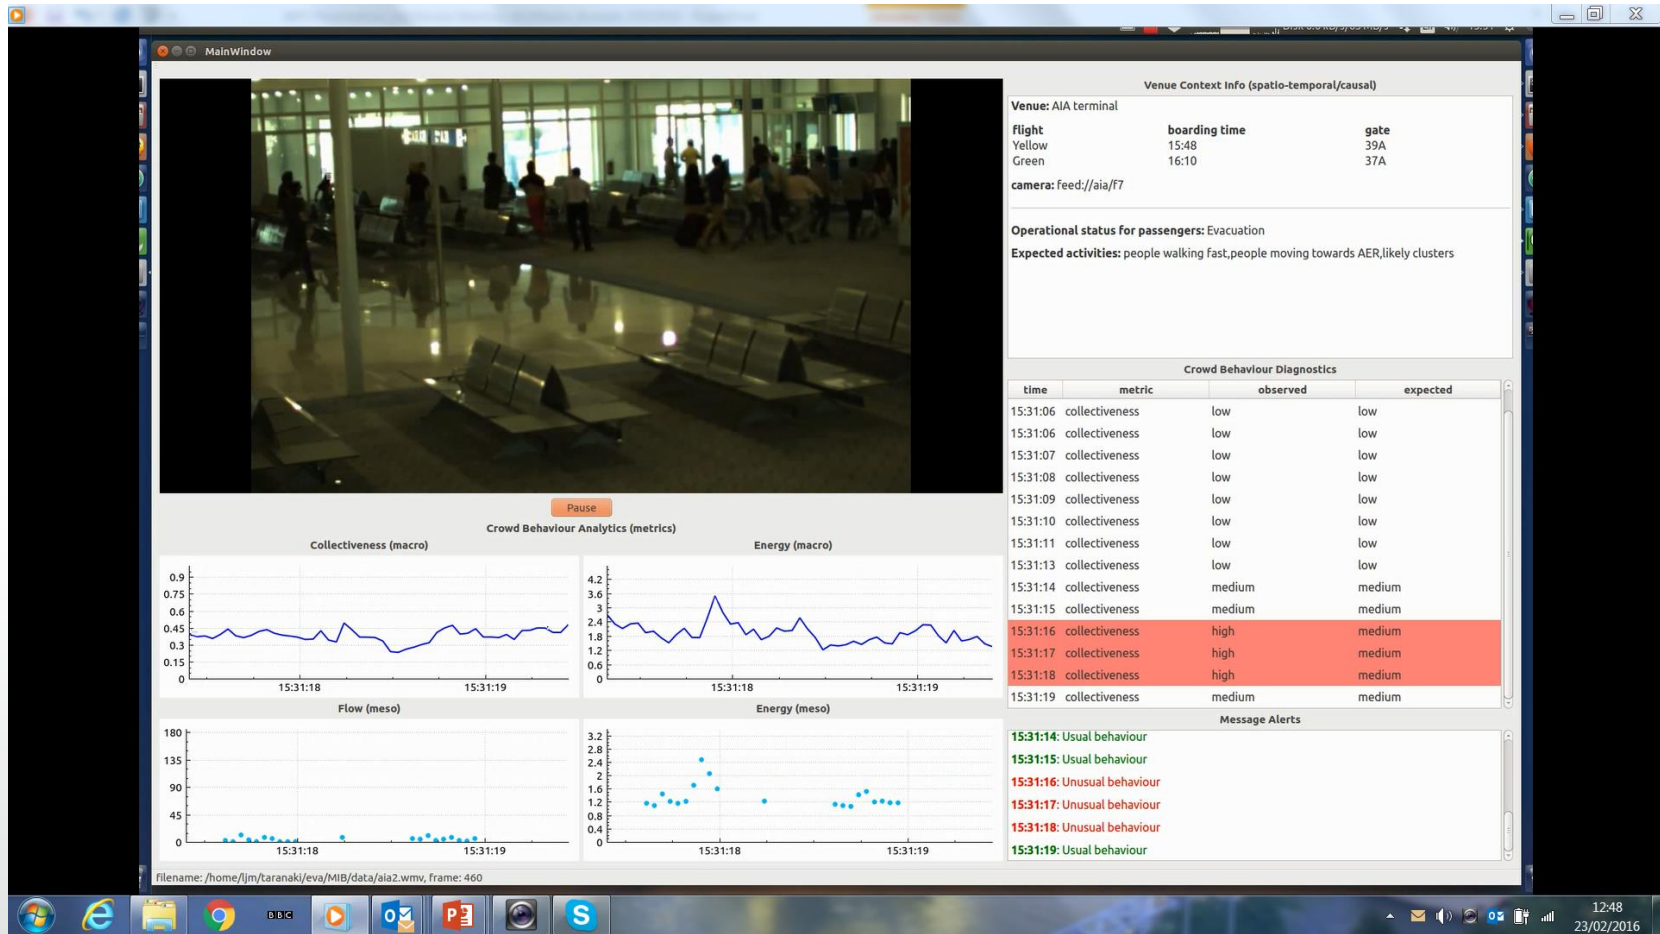 MainWindow
Venue Context Info (spatio-temporal/causal)
Venue: AIA terminal
flight boarding time gate
Yellow 15:48 39A
Green 16:10 37A
camera: feed://aia/f7
Operational status for passengers: Evacuation
Expected activities: people walking fast,people moving towards AER,likely clusters
Pause
Crowd Behaviour Analytics (metrics)
Collectiveness (macro)
0.9
0.75
0.6
0.45
0.3
0.15
0
15:31:18 15:31:19
Energy (macro)
4.2
3.6
3
2.4
1.8
1.2
0.6
0
15:31:18 15:31:19
Flow (meso)
180
135
90
45
0
15:31:18 15:31:19
Energy (meso)
3.2
2.8
2.4
2
1.6
1.2
0.8
0.4
0
15:31:18 15:31:19
Crowd Behaviour Diagnostics
time metric observed expected
15:31:06 collectiveness low low
15:31:06 collectiveness low low
15:31:07 collectiveness low low
15:31:08 collectiveness low low
15:31:09 collectiveness low low
15:31:10 collectiveness low low
15:31:11 collectiveness low low
15:31:13 collectiveness low low
15:31:14 collectiveness medium medium
15:31:15 collectiveness medium medium
15:31:16 collectiveness high medium
15:31:17 collectiveness high medium
15:31:18 collectiveness high medium
15:31:19 collectiveness medium medium
Message Alerts
15:31:14: Usual behaviour
15:31:15: Usual behaviour
15:31:16: Unusual behaviour
15:31:17: Unusual behaviour
15:31:18: Unusual behaviour
15:31:19: Usual behaviour
filename: /home/ljm/taranaki/eva/MIB/data/aia2.wmv, frame: 460
BBC
12:48
23/02/2016